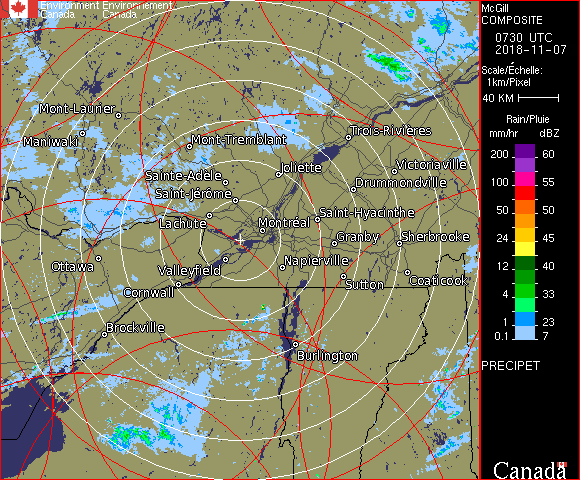 Environment Environnement
Canada Canada
McGill
COMPOSITE
0730 UTC
2018-11-07
Scale/Échelle:
1km/Pixel
40 KM
Rain/Pluie
mm/hr dBZ
200 60
100 55
50 50
24 45
12 40
4 33
1 23
0.1 7
PRECIPET
Canada
Mont-Laurier
Maniwaki
Mont-Tremblant
Trois-Rivières
Joliette
Victoriaville
Sainte-Adele
Drummondville
Saint-Jérôme
Lachute
Saint-Hyacinthe
Montréal
Granby
Sherbrooke
Ottawa
Valleyfield
Napierville
Coaticook
Sutton
Cornwall
Brockville
Burlington